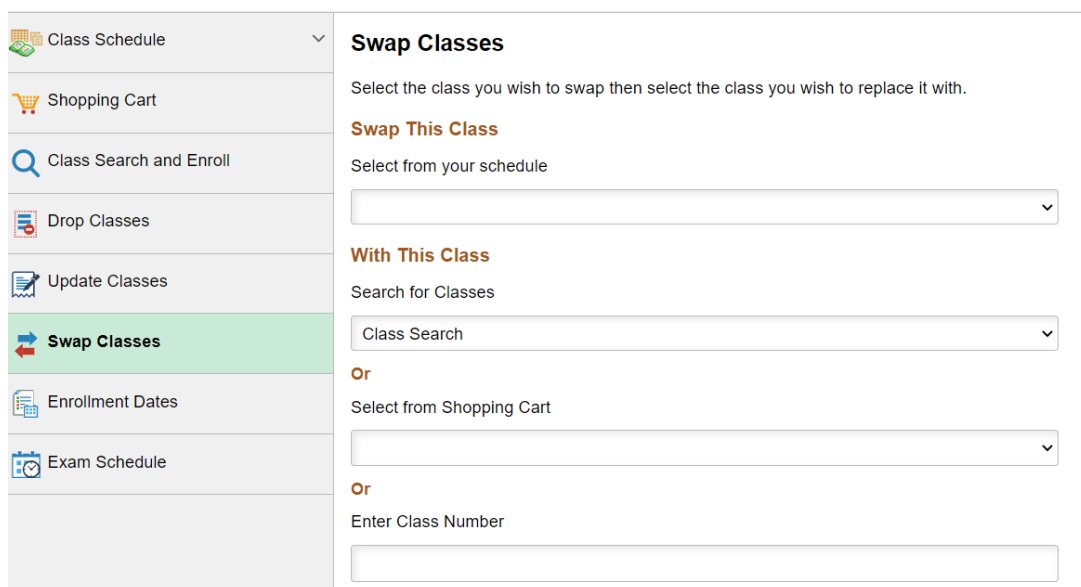 Class Schedule
Shopping Cart
Class Search and Enroll
Drop Classes
Update Classes
Swap Classes
Enrollment Dates
Exam Schedule
Swap Classes
Select the class you wish to swap then select the class you wish to replace it with.
Swap This Class
Select from your schedule
With This Class
Search for Classes
Class Search
Or
Select from Shopping Cart
Or
Enter Class Number